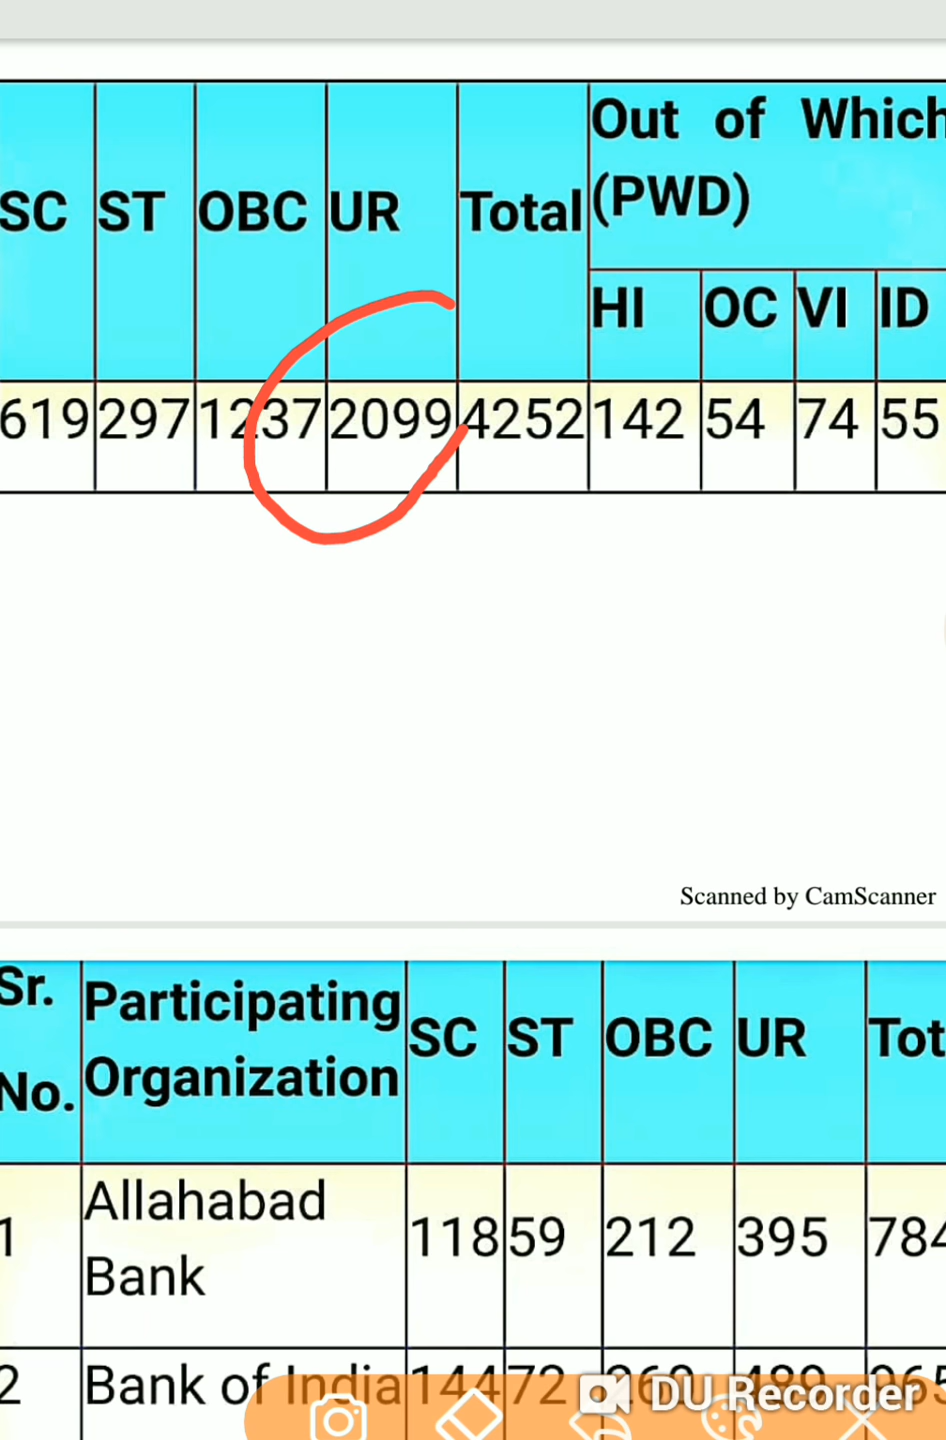 SC ST OBC UR Total Out of Which
(PWD)
HI OC VI ID
619 297 1237 2099 4252 142 54 74 55
Scanned by CamScanner
Sr.
No. Participating
Organization SC ST OBC UR Tot
1 Allahabad
Bank 118 59 212 395 784
2 Bank of India 144 72
DU Recorder